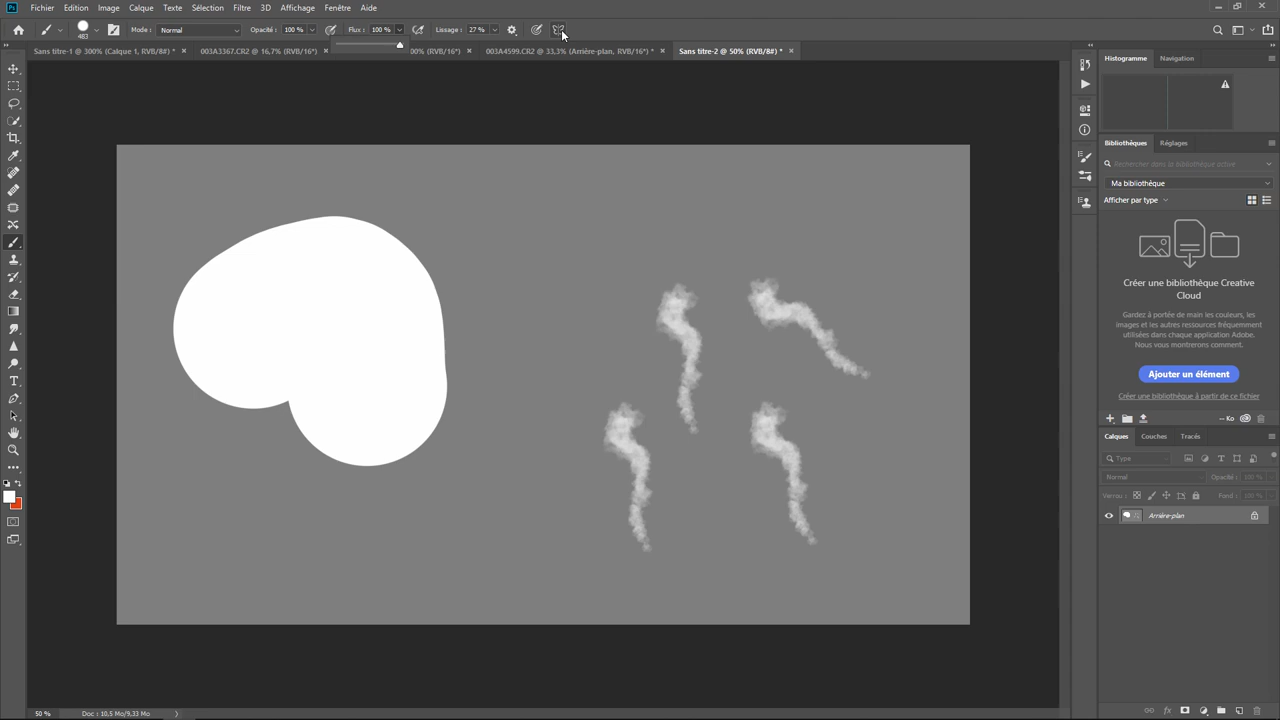 Ps Fichier Edition Image Calque Texte Sélection Filtre 3D Affichage Fenêtre Aide
483 Mode : Normal Opacité : 100 % Flux : 100 % Lissage : 27 %
Sans titre-1 @ 300% (Calque 1, RVB/8#) * × 003A3367.CR2 @ 16,7% (RVB/16*) × 00% (RVB/16*) × 003A4599.CR2 @ 33,3% (Arrière-plan, RVB/16*) * × Sans titre-2 @ 50% (RVB/8#) * ×
Histogramme Navigation
Bibliothèques Réglages
Rechercher dans la bibliothèque active
Ma bibliothèque
Afficher par type
Créer une bibliothèque Creative
Cloud
Gardez à portée de main les couleurs, les
images et les autres ressources fréquemment
utilisées dans chaque application Adobe.
Nous vous montrerons comment.
Ajouter un élément
Créer une bibliothèque à partir de ce fichier
-- Ko
Calques Couches Tracés
Type
Normal Opacité : 100 %
Verrou : Fond : 100 %
Arrière-plan
50 % Doc : 10,5 Mo/9,33 Mo